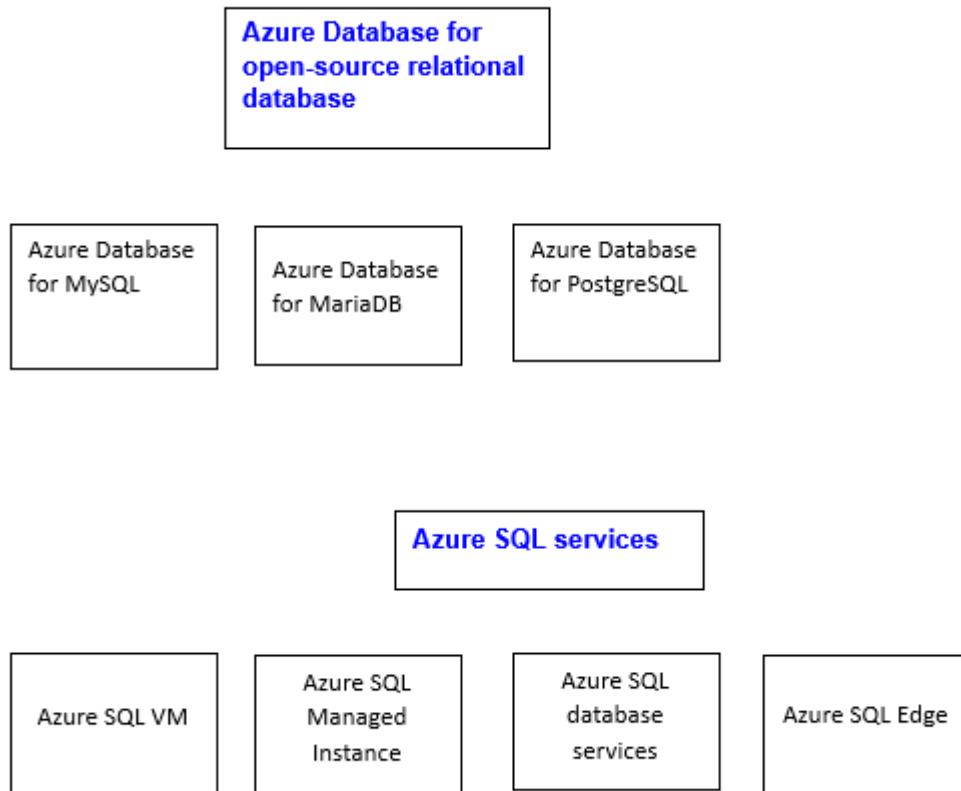 Azure Database for
open-source relational
database
Azure Database
for MySQL
Azure Database
for MariaDB
Azure Database
for PostgreSQL
Azure SQL services
Azure SQL VM
Azure SQL
Managed
Instance
Azure SQL
database
services
Azure SQL Edge